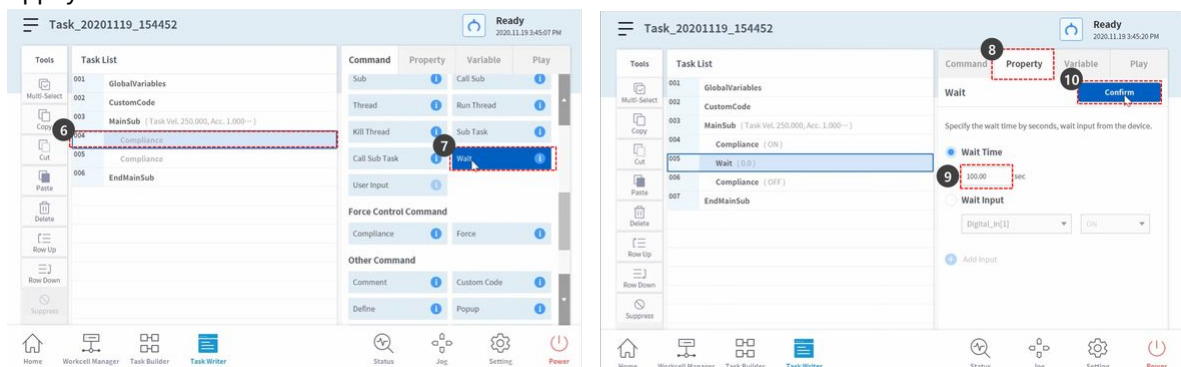 Task_20201119_154452
Ready
2020.11.19 3:45:07 PM
Tools
Task List
Command Property Variable Play
Multi-Select
Copy
Cut
Paste
Delete
Row Up
Row Down
Suppress
001 GlobalVariables
002 CustomCode
003 MainSub ( Task Vel. 250.000, Acc. 1.000··· )
6
004 Compliance
005 Compliance
006 EndMainSub
Sub Call Sub
Thread Run Thread
Kill Thread Sub Task
7
Call Sub Task Wait
User Input
Force Control Command
Compliance Force
Other Command
Comment Custom Code
Define Popup
Home Workcell Manager Task Builder Task Writer Status Jog Setting Power
Task_20201119_154452
Ready
2020.11.19 3:45:20 PM
Tools
Task List
8
Command Property Variable Play
Multi-Select
Copy
Cut
Paste
Delete
Row Up
Row Down
Suppress
001 GlobalVariables
002 CustomCode
003 MainSub ( Task Vel. 250.000, Acc. 1.000··· )
004 Compliance ( ON )
005 Wait ( 0.0 )
006 Compliance ( OFF )
007 EndMainSub
10
Wait Confirm
Specify the wait time by seconds, wait input from the device.
Wait Time
9 100.00 sec
Wait Input
Digital_In[1] ON
Add Input
Home Workcell Manager Task Builder Task Writer Status Jog Setting Power